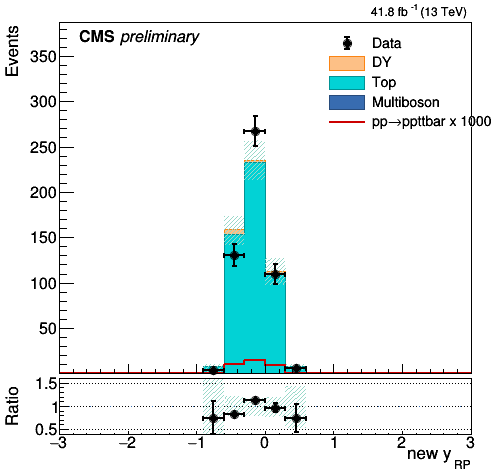 41.8 fb⁻¹ (13 TeV)
CMS preliminary
Events
Data
DY
Top
Multiboson
pp→ppttbar x 1000
350
300
250
200
150
100
50
Ratio
1.5
1
0.5
−3 −2 −1 0 1 2 3
new y RP